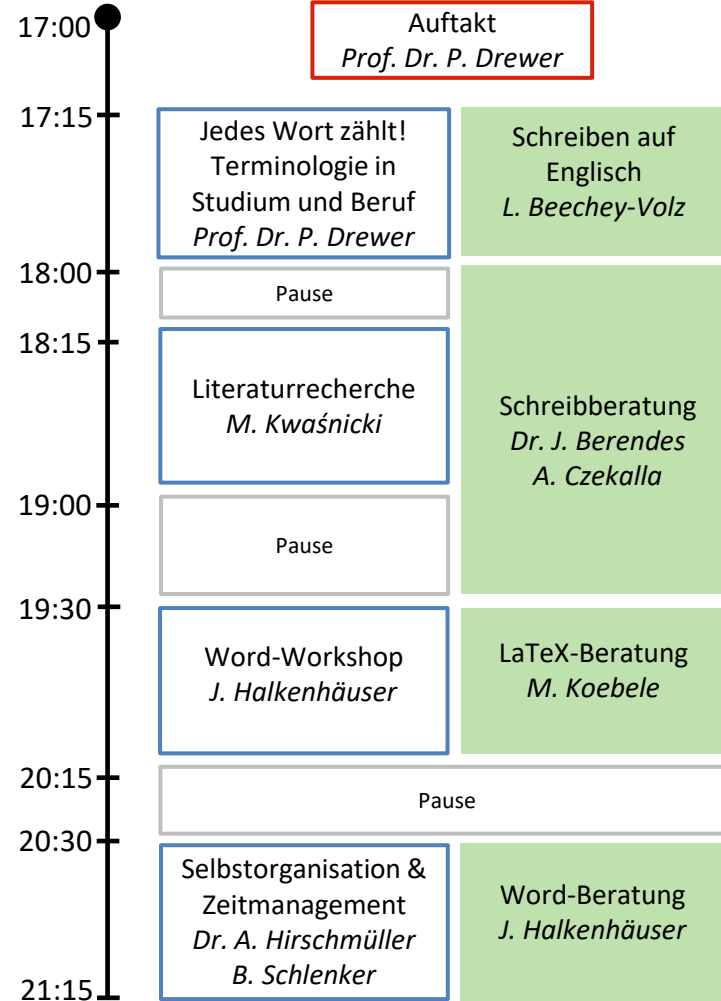 17:00
Auftakt
Prof. Dr. P. Drewer
17:15
Jedes Wort zählt!
Terminologie in
Studium und Beruf
Prof. Dr. P. Drewer
Schreiben auf
Englisch
L. Beechey-Volz
18:00
Pause
18:15
Literaturrecherche
M. Kwaśnicki
Schreibberatung
Dr. J. Berendes
A. Czekalla
19:00
Pause
19:30
Word-Workshop
J. Halkenhäuser
LaTeX-Beratung
M. Koebele
20:15
Pause
20:30
Selbstorganisation &
Zeitmanagement
Dr. A. Hirschmüller
B. Schlenker
Word-Beratung
J. Halkenhäuser
21:15